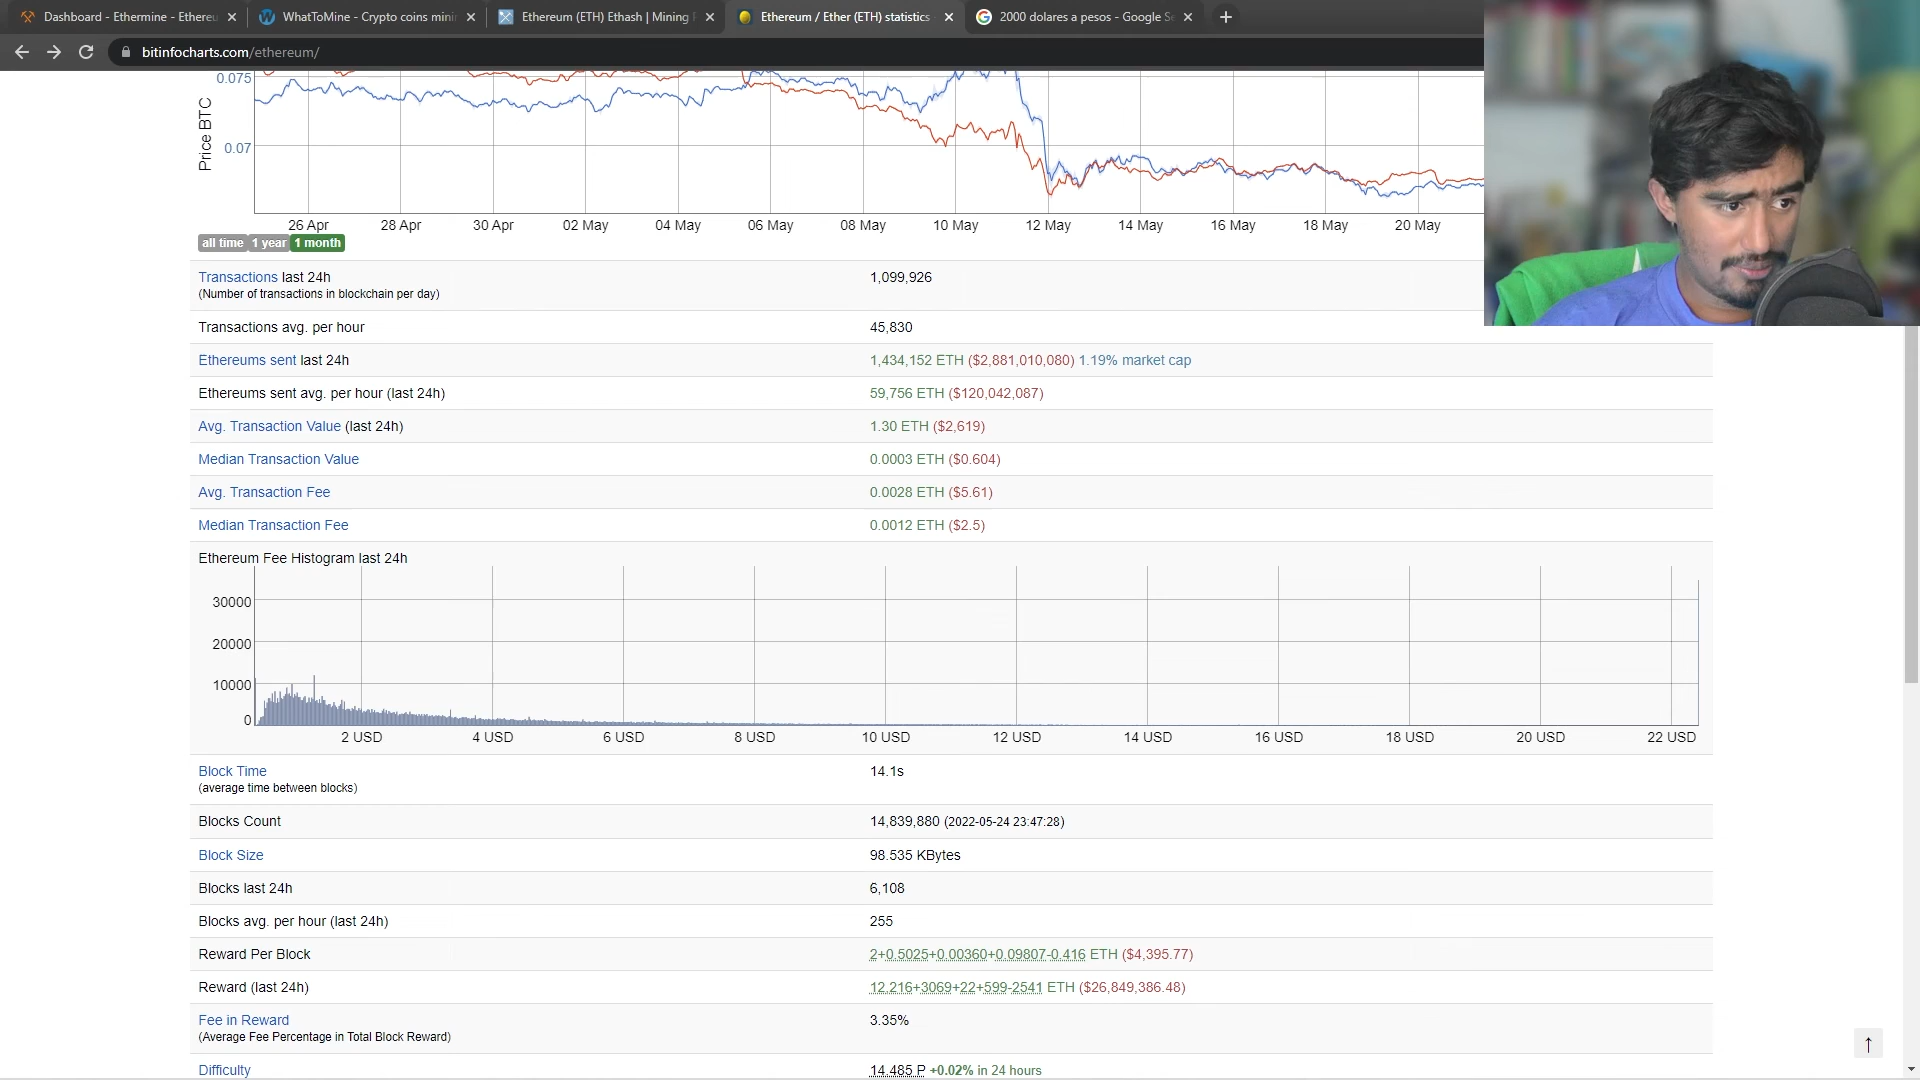 Dashboard - Ethermine - Ethereu
WhatToMine - Crypto coins mini
Ethereum (ETH) Ethash | Mining
Ethereum / Ether (ETH) statistics
2000 dolares a pesos - Google Se
bitinfocharts.com/ethereum/
Price BTC
0.075
0.07
26 Apr 28 Apr 30 Apr 02 May 04 May 06 May 08 May 10 May 12 May 14 May 16 May 18 May 20 May
all time 1 year 1 month
Transactions last 24h 1,099,926
(Number of transactions in blockchain per day)
Transactions avg. per hour 45,830
Ethereums sent last 24h 1,434,152 ETH ($2,881,010,080) 1.19% market cap
Ethereums sent avg. per hour (last 24h) 59,756 ETH ($120,042,087)
Avg. Transaction Value (last 24h) 1.30 ETH ($2,619)
Median Transaction Value 0.0003 ETH ($0.604)
Avg. Transaction Fee 0.0028 ETH ($5.61)
Median Transaction Fee 0.0012 ETH ($2.5)
Ethereum Fee Histogram last 24h
30000
20000
10000
0
2 USD 4 USD 6 USD 8 USD 10 USD 12 USD 14 USD 16 USD 18 USD 20 USD 22 USD
Block Time 14.1s
(average time between blocks)
Blocks Count 14,839,880 (2022-05-24 23:47:28)
Block Size 98.535 KBytes
Blocks last 24h 6,108
Blocks avg. per hour (last 24h) 255
Reward Per Block 2+0.5025+0.00360+0.09807-0.416 ETH ($4,395.77)
Reward (last 24h) 12,216+3069+22+599-2541 ETH ($26,849,386.48)
Fee in Reward 3.35%
(Average Fee Percentage in Total Block Reward)
Difficulty 14.485 P +0.02% in 24 hours
↑